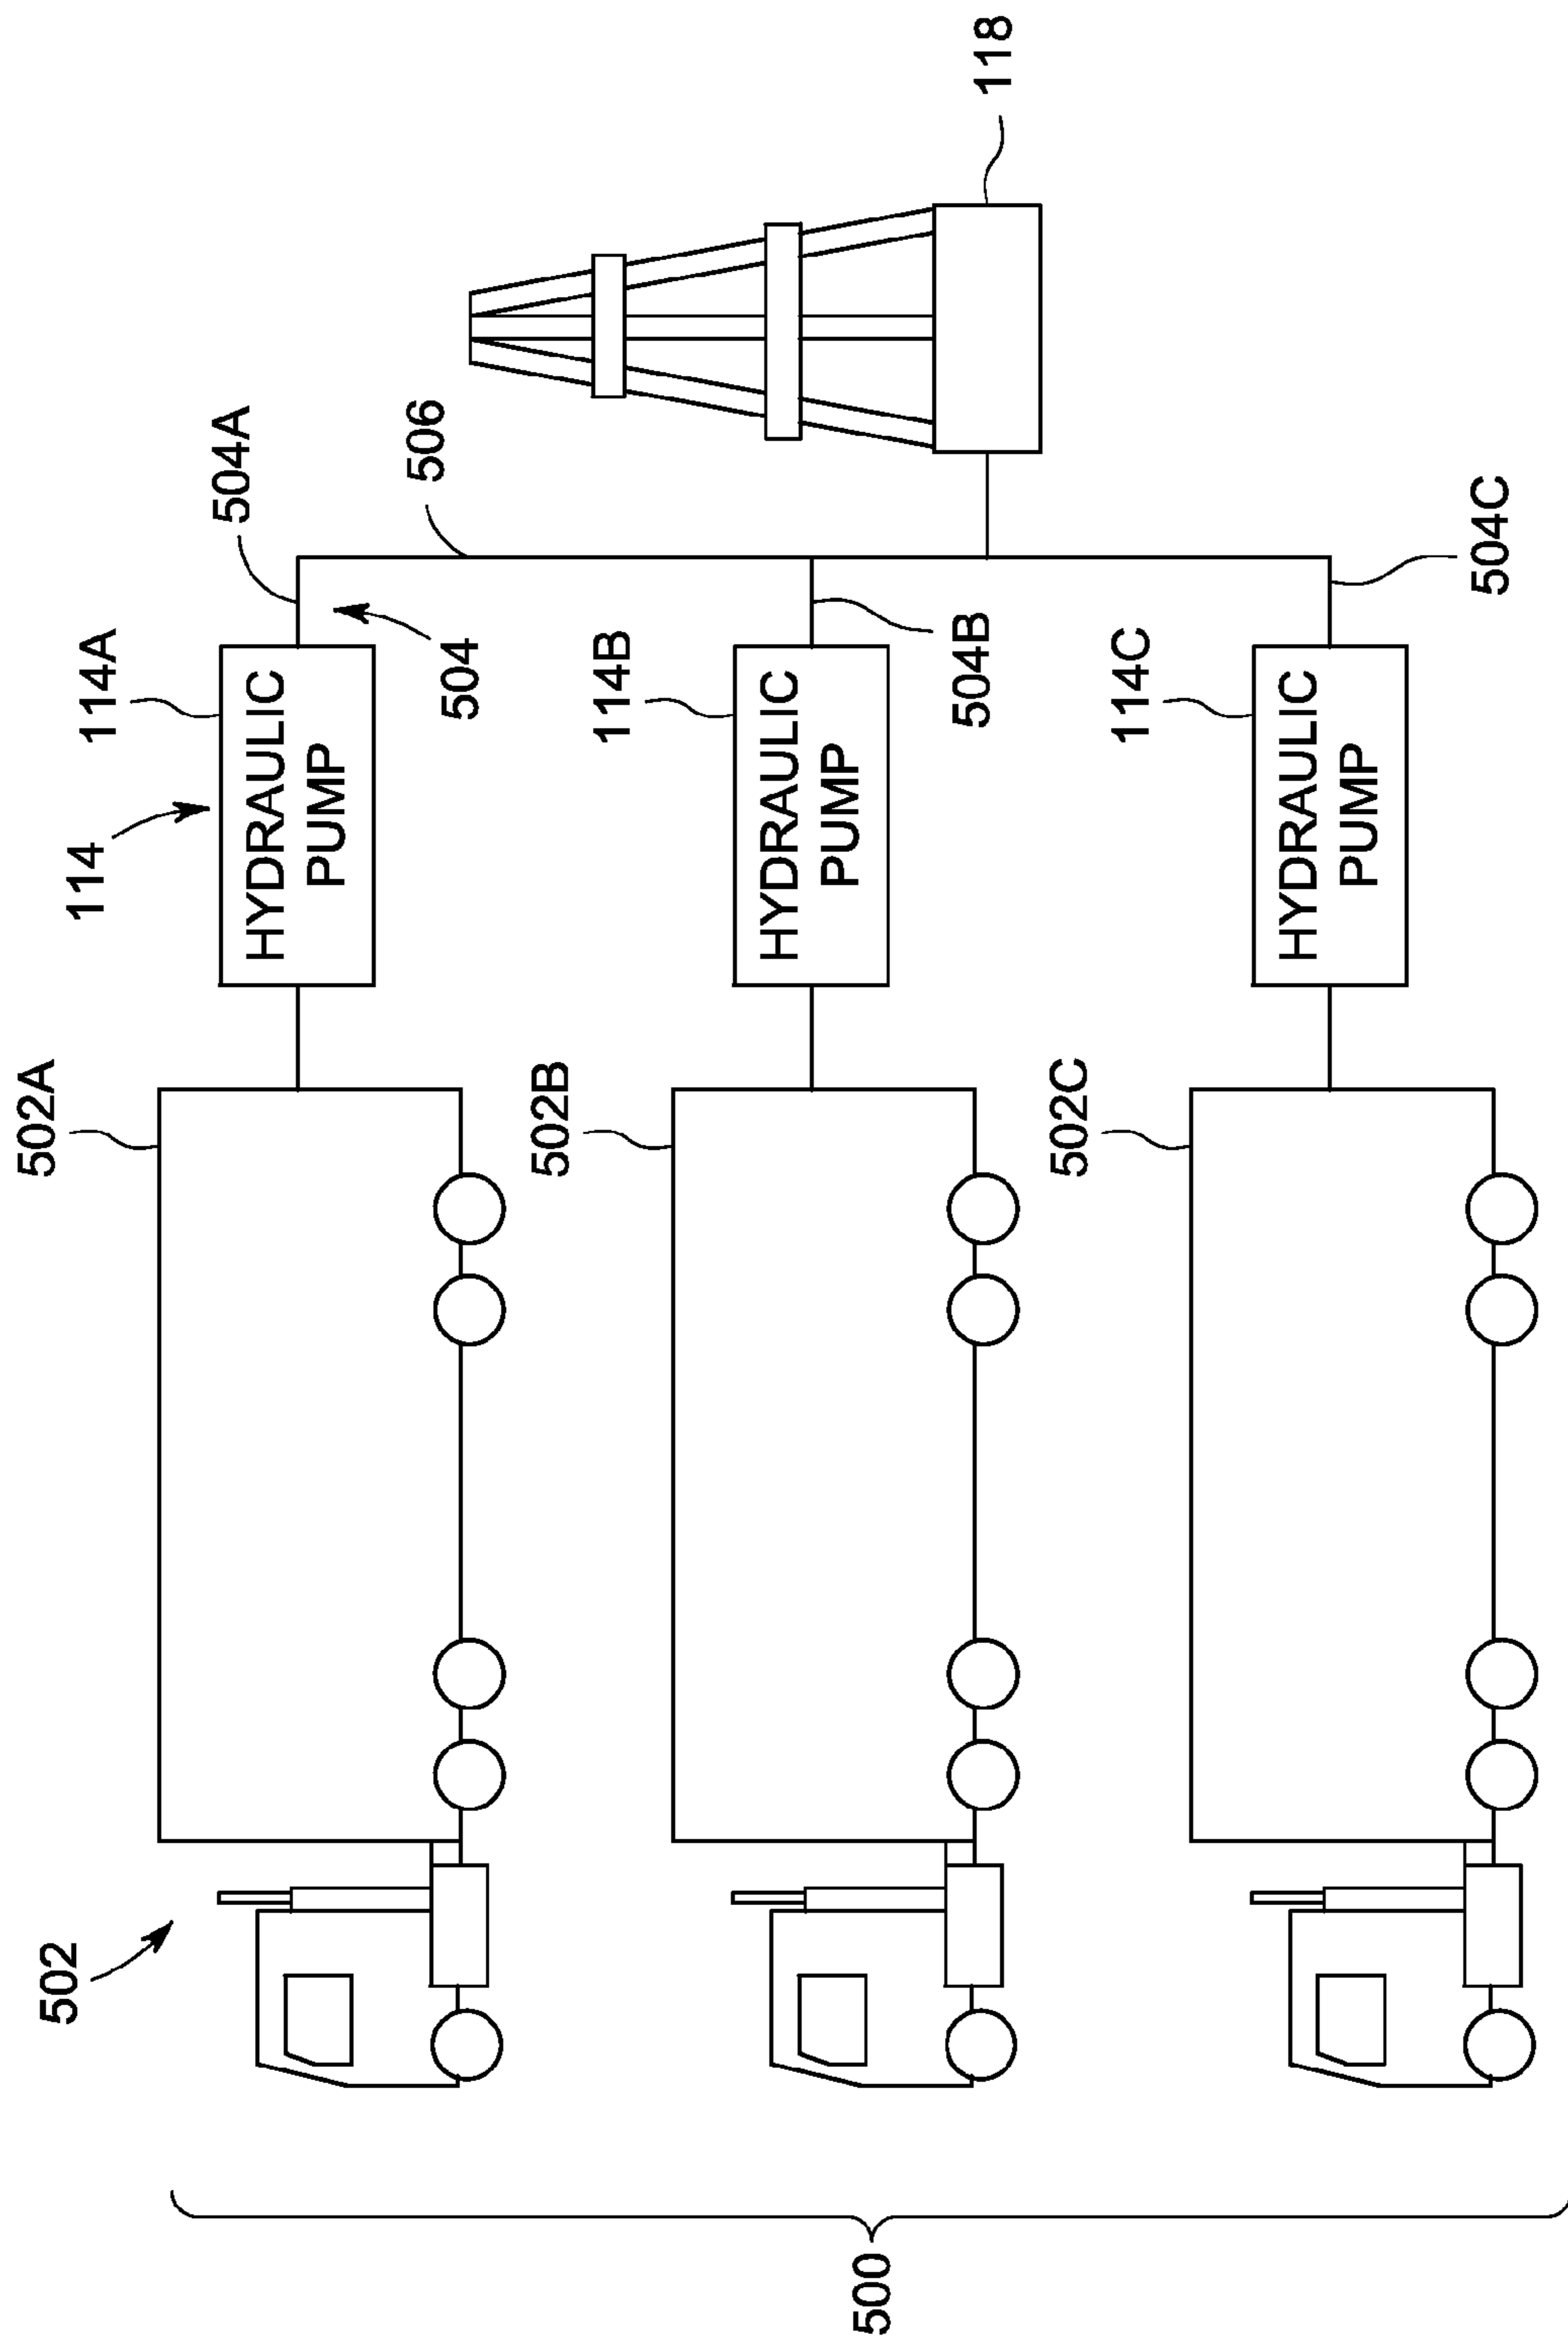 500
502
502A
114
114A
HYDRAULIC
PUMP
504A
504
506
502B
114B
HYDRAULIC
PUMP
504B
118
502C
114C
HYDRAULIC
PUMP
504C